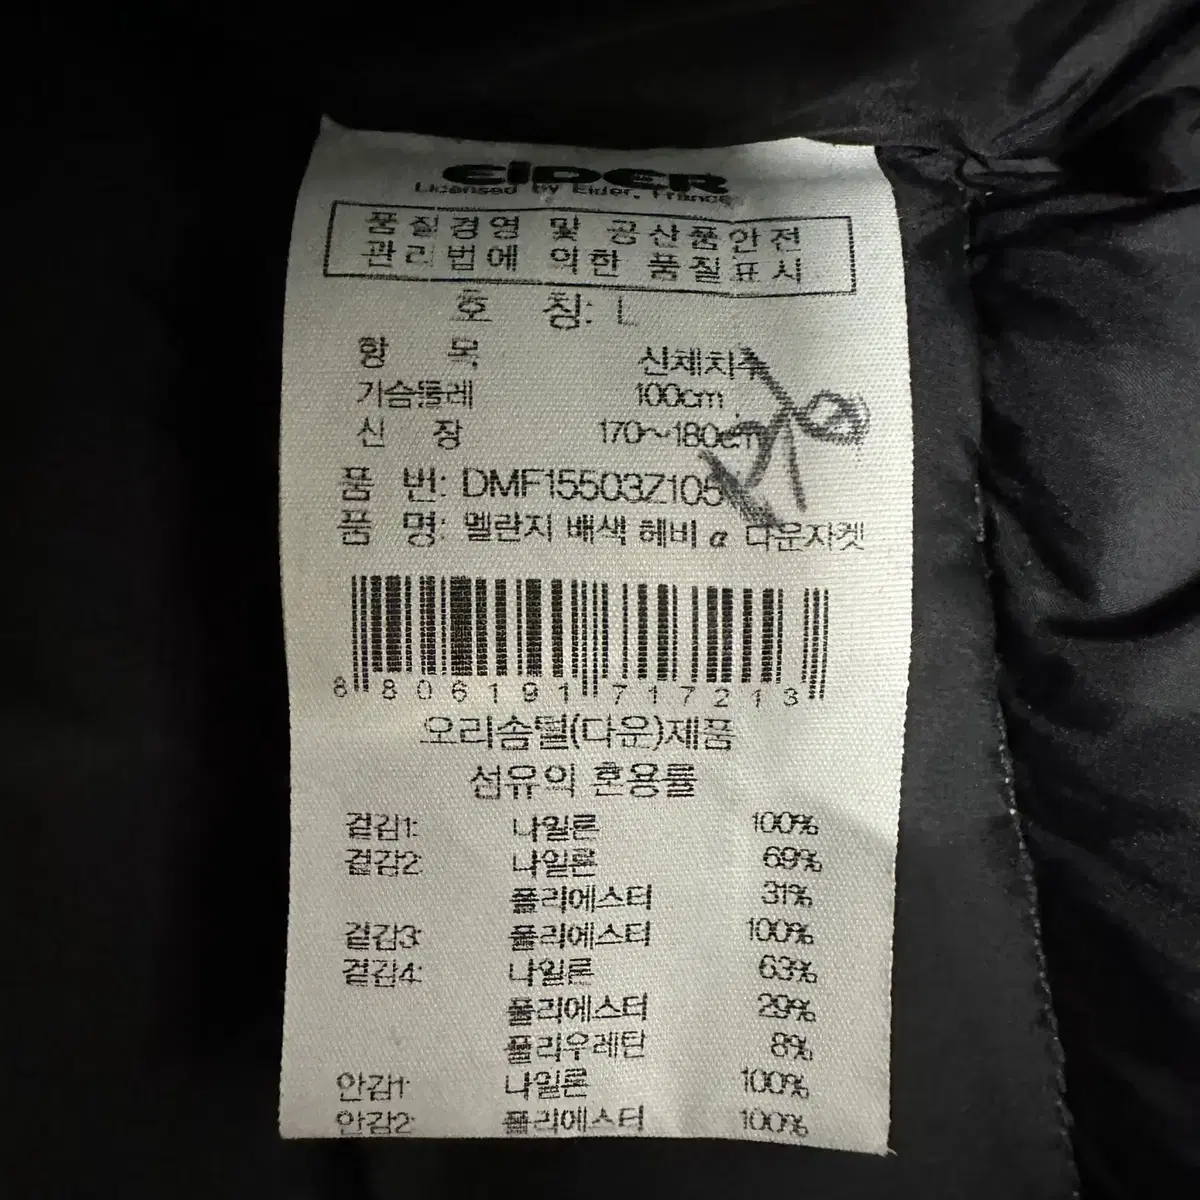 EIDER
Licensed by Eider, France
품질경영 및 공산품안전
관리법에 의한 품질표시
호 칭: L
항 목 신체치수
가슴둘레 100cm
신 장 170~180cm
품 번: DMF15503Z105
품 명: 멜란지 배색 헤비 α 다운자켓
8 806191 717213
오리솜털(다운)제품
섬유의 혼용률
겉감1: 나일론 100%
겉감2: 나일론 69%
폴리에스터 31%
겉감3: 폴리에스터 100%
겉감4: 나일론 63%
폴리에스터 29%
폴리우레탄 8%
안감1: 나일론 100%
안감2: 폴리에스터 100%